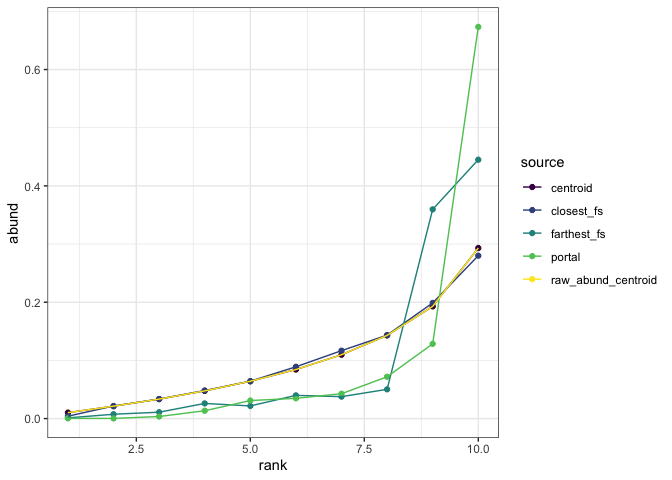 0.6
0.4
0.2
0.0
abund
2.5
5.0
7.5
10.0
rank
source
centroid
closest_fs
farthest_fs
portal
raw_abund_centroid